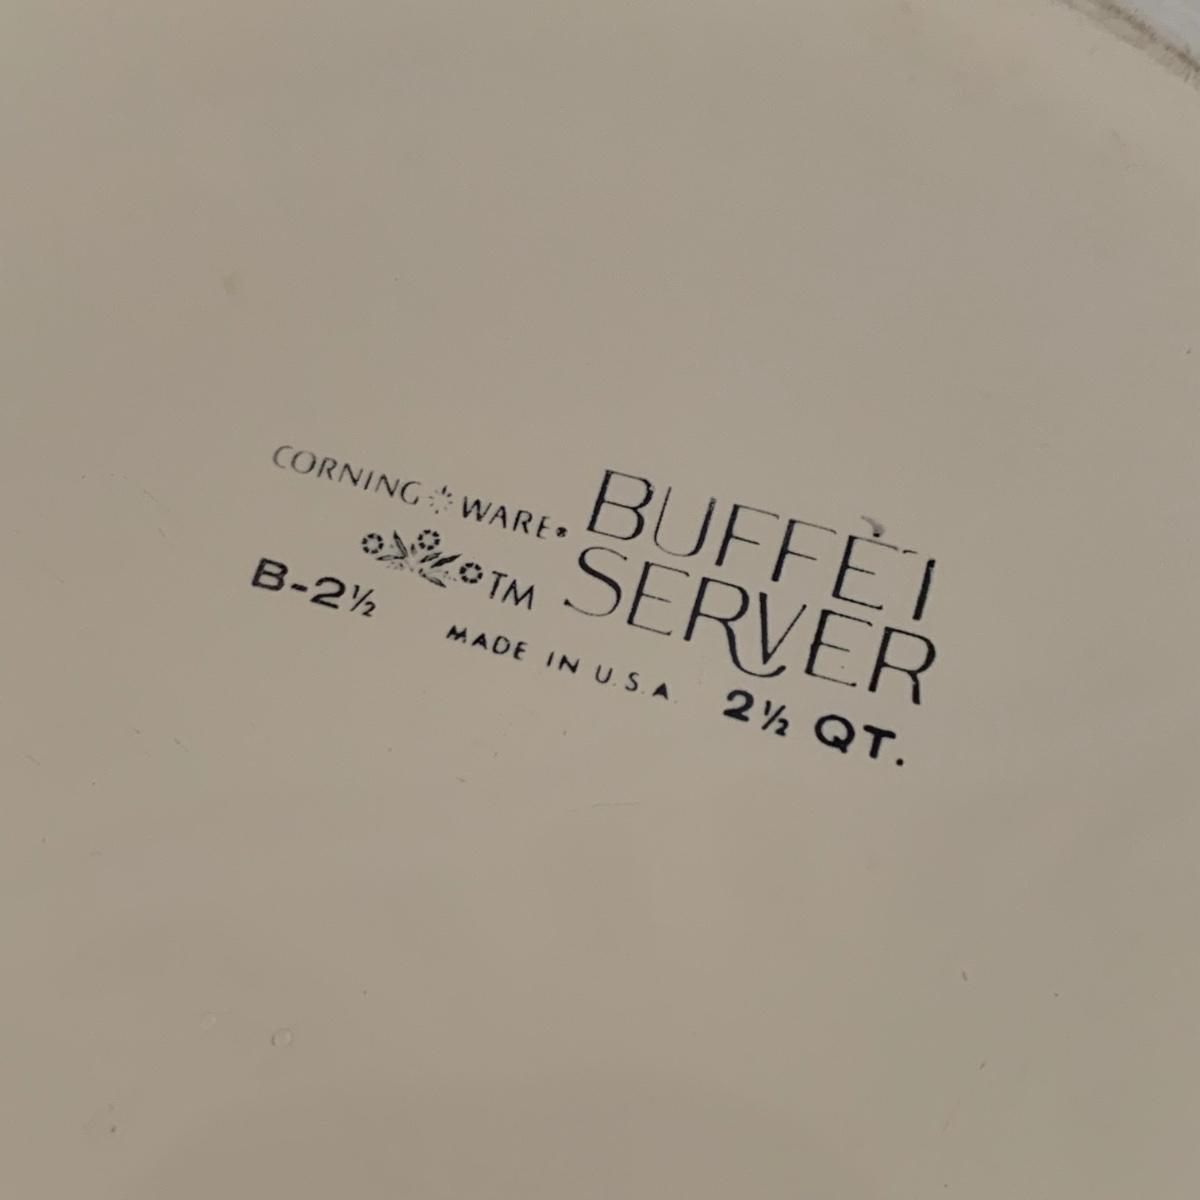 CORNING WARE®
BUFFET
SERVER
TM
B-2½
MADE IN U.S.A.
2½ QT.